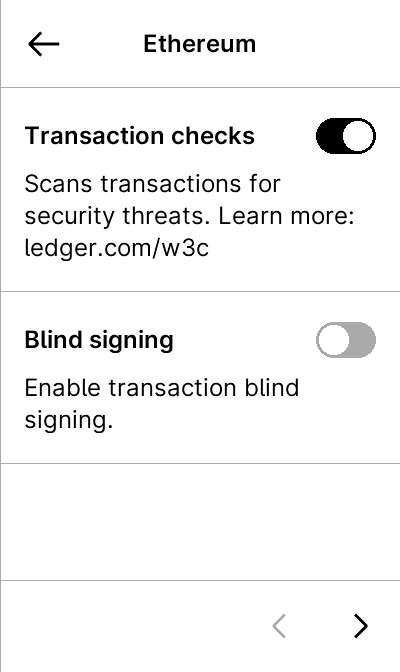 Ethereum
Transaction checks
Scans transactions for
security threats. Learn more:
ledger.com/w3c
Blind signing
Enable transaction blind
signing.